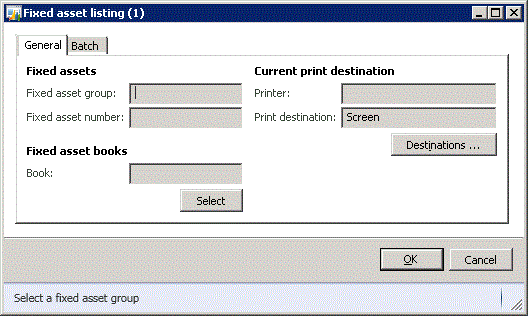 Fixed asset listing (1)
General
Batch
Fixed assets
Fixed asset group:
Fixed asset number:
Fixed asset books
Book:
Select
Current print destination
Printer:
Print destination: Screen
Destinations ...
OK
Cancel
Select a fixed asset group